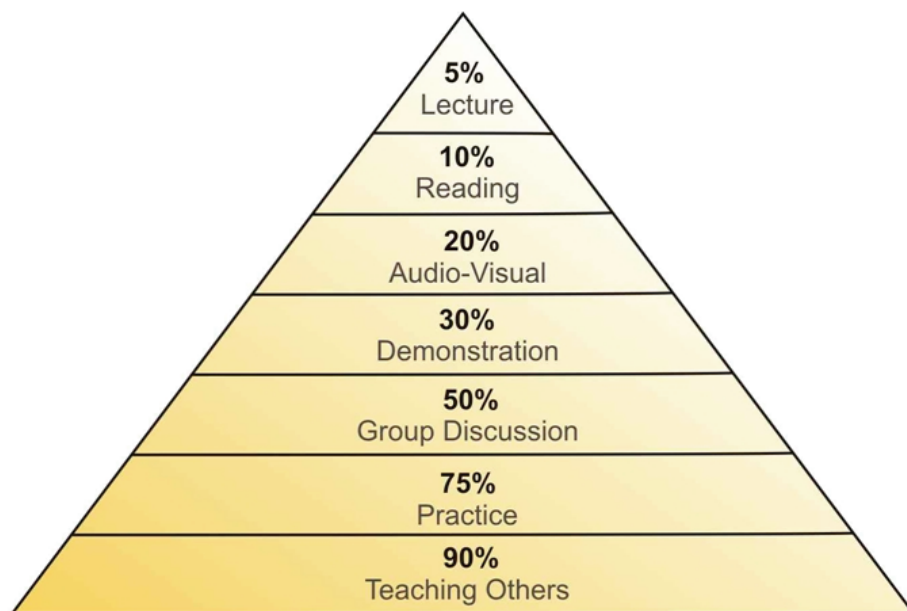 5%
Lecture
10%
Reading
20%
Audio-Visual
30%
Demonstration
50%
Group Discussion
75%
Practice
90%
Teaching Others